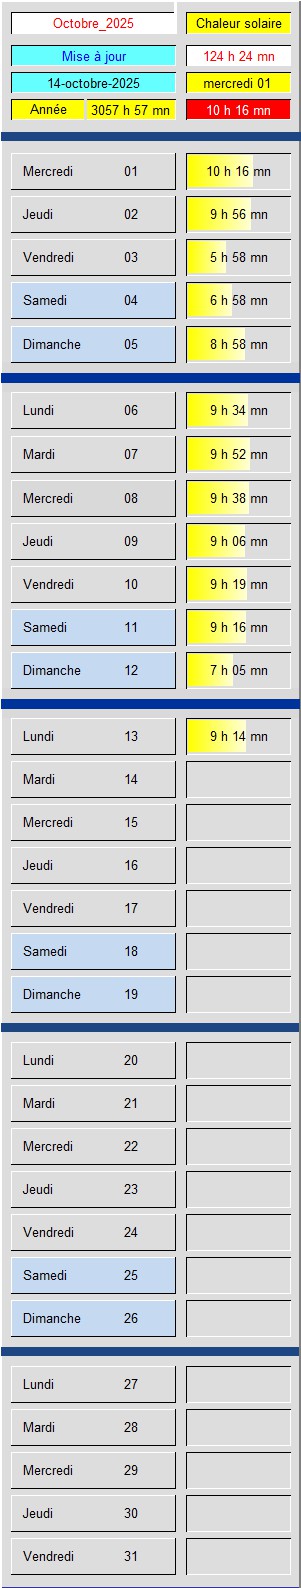 Octobre_2025 Chaleur solaire
Mise à jour 124 h 24 mn
14-octobre-2025 mercredi 01
Année 3057 h 57 mn 10 h 16 mn
Mercredi 01 10 h 16 mn
Jeudi 02 9 h 56 mn
Vendredi 03 5 h 58 mn
Samedi 04 6 h 58 mn
Dimanche 05 8 h 58 mn
Lundi 06 9 h 34 mn
Mardi 07 9 h 52 mn
Mercredi 08 9 h 38 mn
Jeudi 09 9 h 06 mn
Vendredi 10 9 h 19 mn
Samedi 11 9 h 16 mn
Dimanche 12 7 h 05 mn
Lundi 13 9 h 14 mn
Mardi 14
Mercredi 15
Jeudi 16
Vendredi 17
Samedi 18
Dimanche 19
Lundi 20
Mardi 21
Mercredi 22
Jeudi 23
Vendredi 24
Samedi 25
Dimanche 26
Lundi 27
Mardi 28
Mercredi 29
Jeudi 30
Vendredi 31